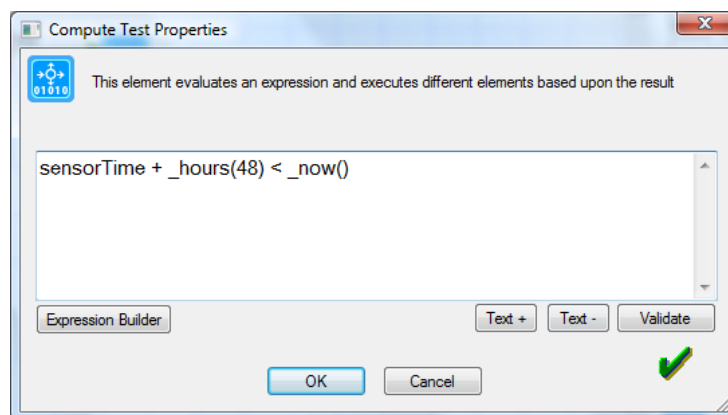 Compute Test Properties
This element evaluates an expression and executes different elements based upon the result
01010
sensorTime + _hours(48) < _now()
Expression Builder
Text +
Text -
Validate
OK
Cancel